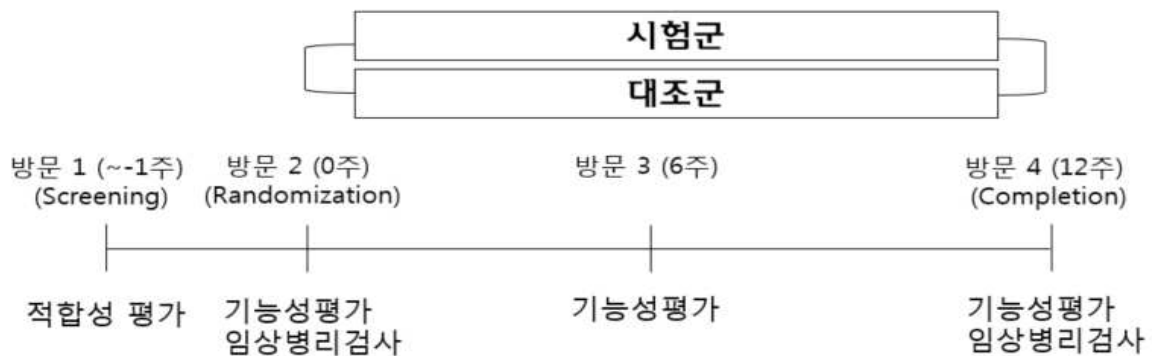 시험군
대조군
방문 1 (~-1주) 방문 2 (0주) 방문 3 (6주) 방문 4 (12주)
(Screening) (Randomization) (Completion)
적합성 평가 기능성평가 기능성평가 기능성평가
임상병리검사 임상병리검사